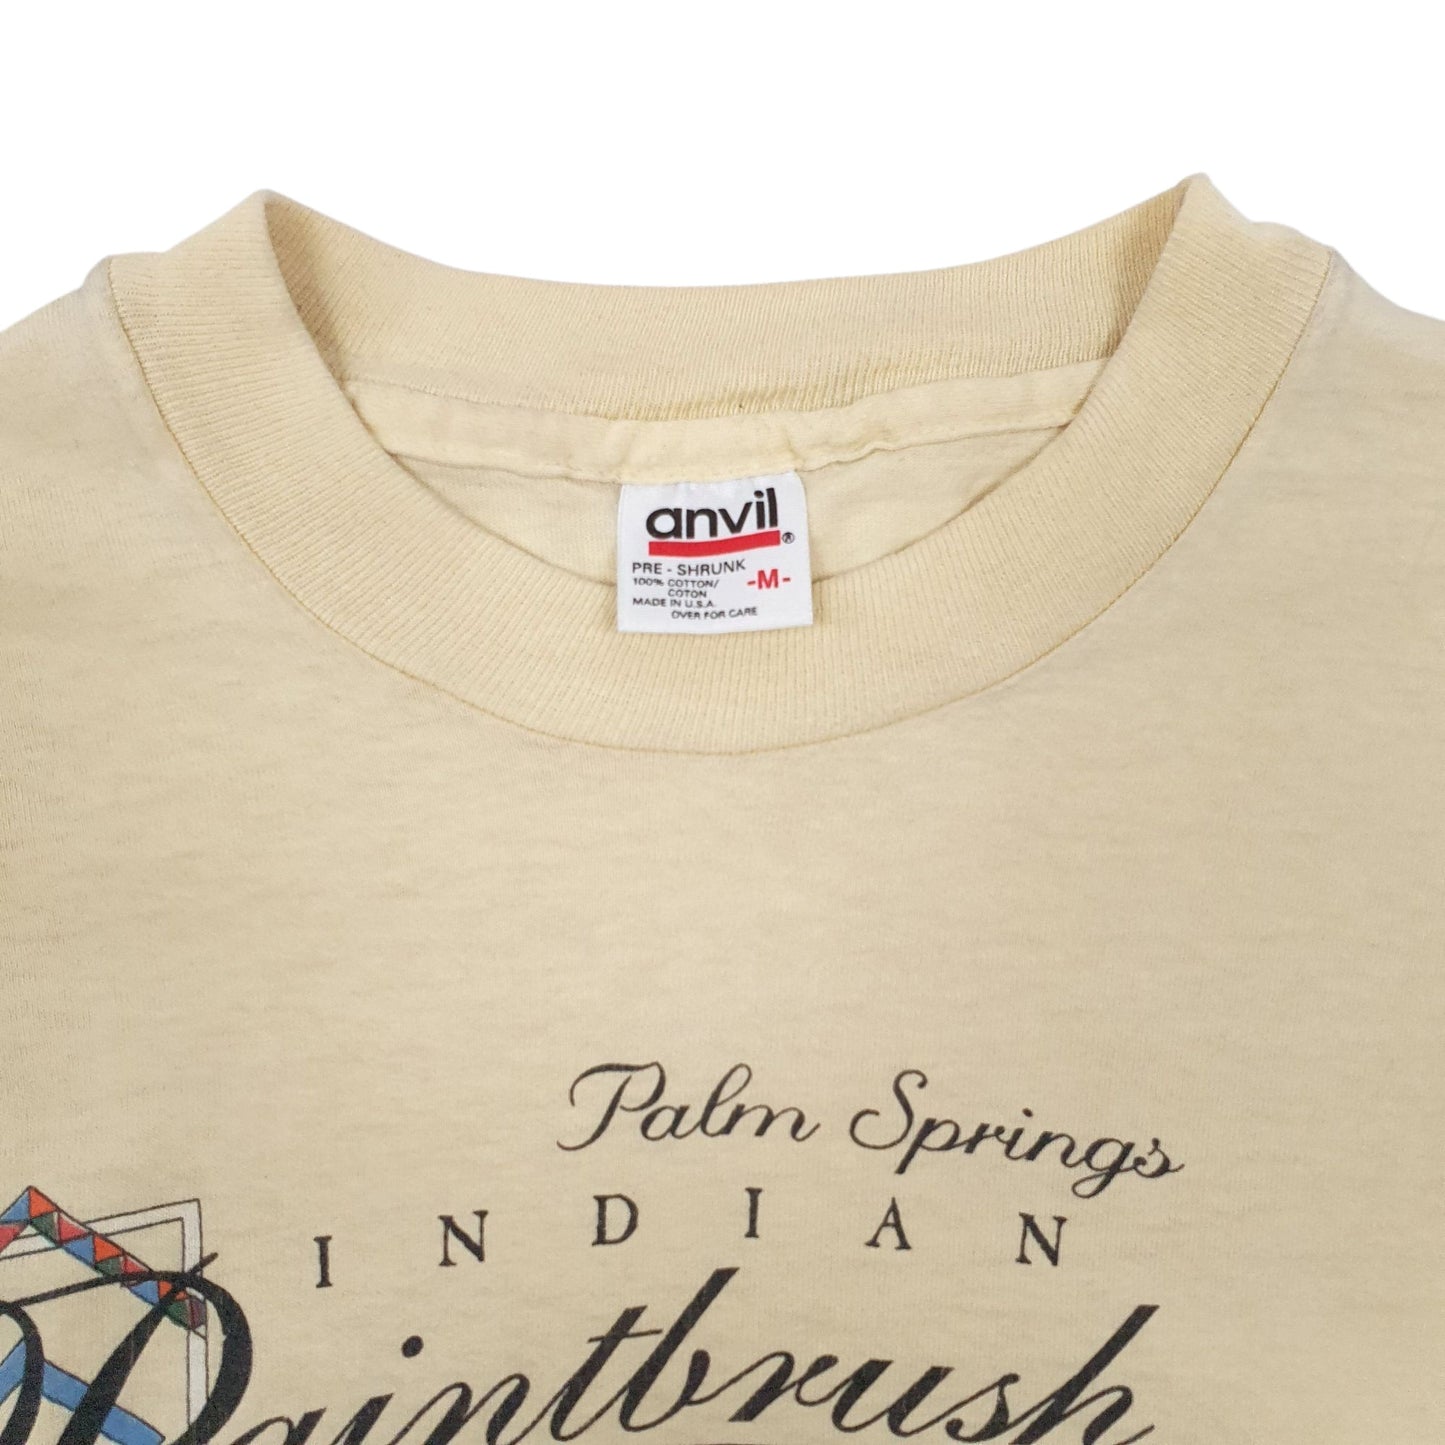 anvil®
PRE - SHRUNK
100% COTTON/
COTON
-M-
MADE IN U.S.A.
OVER FOR CARE
Palm Springs
INDIAN
Paintbrush